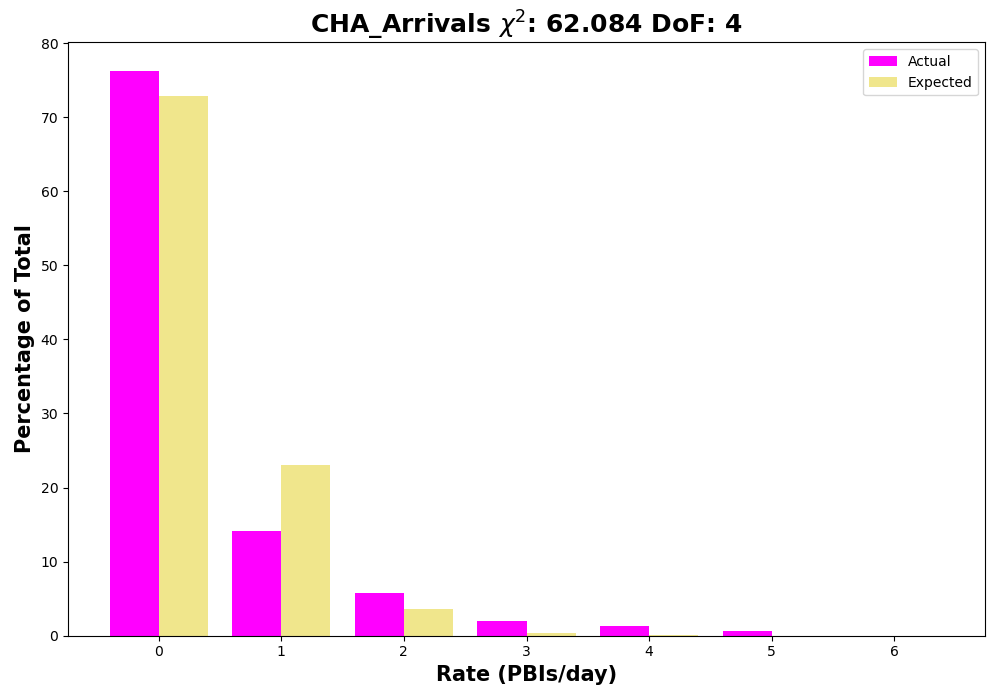 CHA_Arrivals χ²: 62.084 DoF: 4
Actual
Expected
Percentage of Total
80
70
60
50
40
30
20
10
0
0 1 2 3 4 5 6
Rate (PBIs/day)